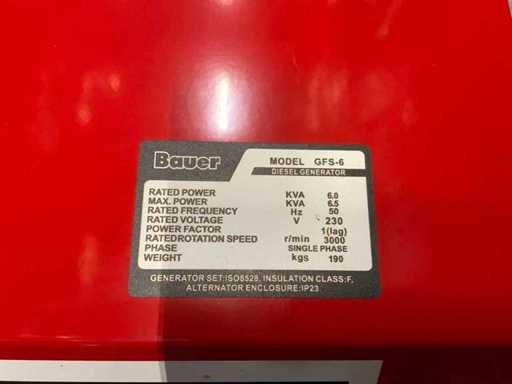 Bauer MODEL GFS-6
DIESEL GENERATOR
RATED POWER KVA 6.0
MAX. POWER KVA 6.5
RATED FREQUENCY Hz 50
RATED VOLTAGE V 230
POWER FACTOR 1(lag)
RATEDROTATION SPEED r/min 3000
PHASE SINGLE PHASE
WEIGHT kgs 190
GENERATOR SET:ISO8528, INSULATION CLASS:F,
ALTERNATOR ENCLOSURE:IP23